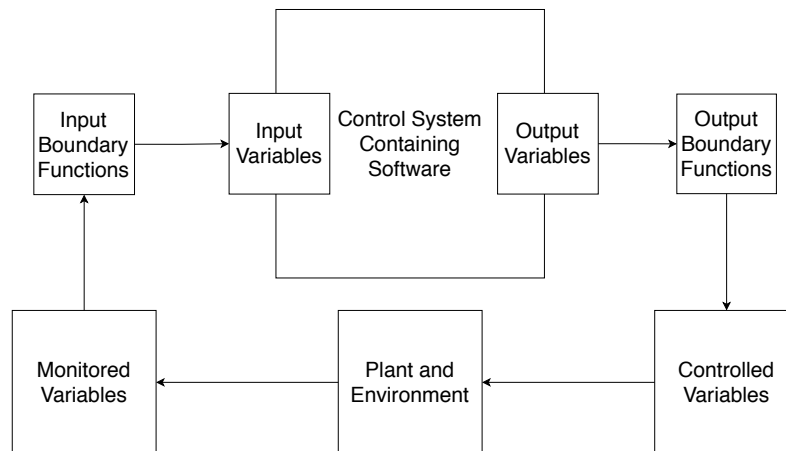 Input
Boundary
Functions
Input
Variables
Control System
Containing
Software
Output
Variables
Output
Boundary
Functions
Monitored
Variables
Plant and
Environment
Controlled
Variables